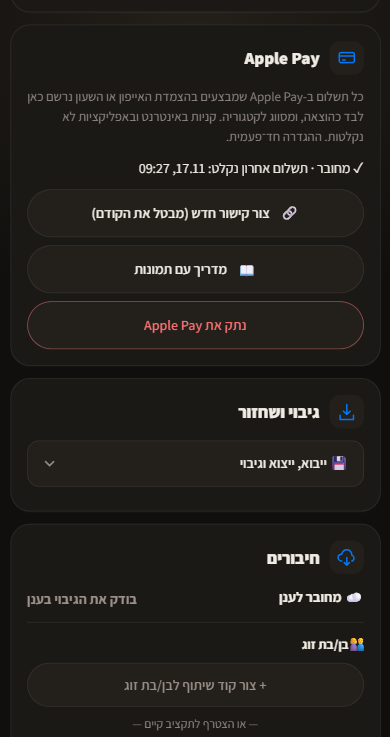 Apple Pay
כל תשלום ב-Apple Pay שמבצעים בהצמדת האייפון או השעון נרשם כאן
לבד כהוצאה, ומסווג לקטגוריה. קניות באינטרנט ובאפליקציות לא
נקלטות. ההגדרה חד־פעמית.
✓ מחובר · תשלום אחרון נקלט: 17.11, 09:27
🔗 צור קישור חדש (מבטל את הקודם)
📖 מדריך עם תמונות
נתק את Apple Pay
גיבוי ושחזור
💾 ייבוא, ייצוא וגיבוי
חיבורים
☁️ מחובר לענן
בודק את הגיבוי בענן
👫 בן/בת זוג
+ צור קוד שיתוף לבן/בת זוג
— או הצטרף לתקציב קיים —